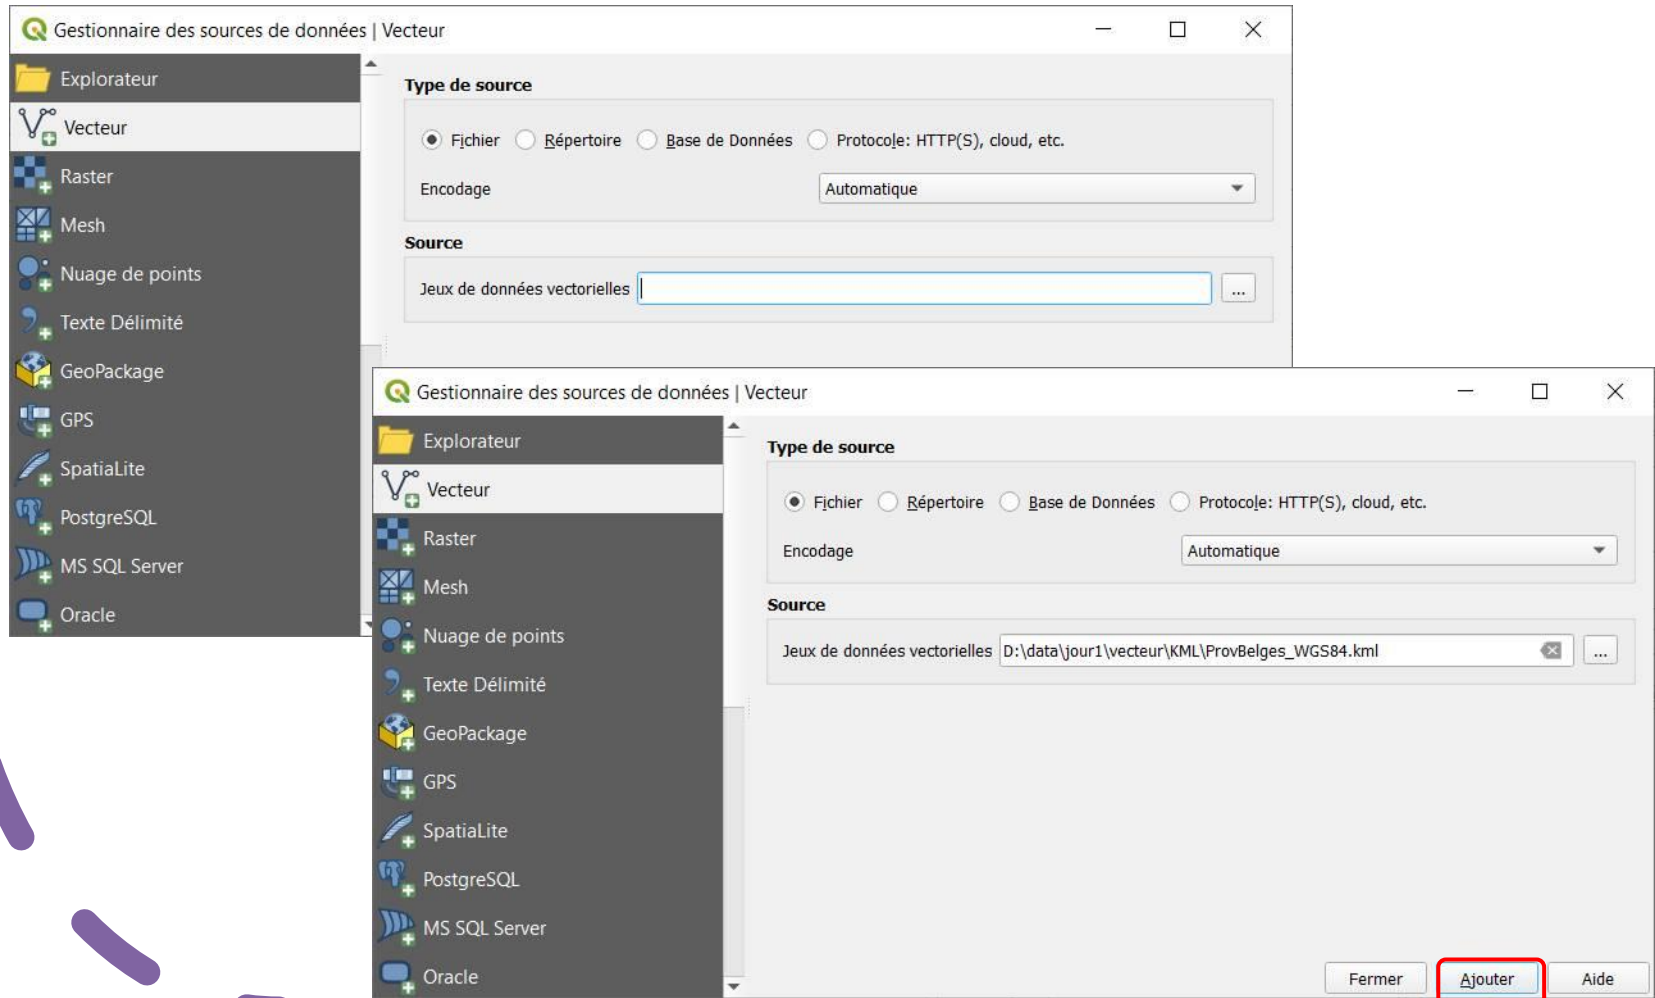 Gestionnaire des sources de données | Vecteur
Explorateur
Vecteur
Raster
Mesh
Nuage de points
Texte Délimité
GeoPackage
GPS
SpatiaLite
PostgreSQL
MS SQL Server
Oracle
Type de source
Fichier Répertoire Base de Données Protocole: HTTP(S), cloud, etc.
Encodage Automatique
Source
Jeux de données vectorielles ...
Gestionnaire des sources de données | Vecteur
Explorateur
Vecteur
Raster
Mesh
Nuage de points
Texte Délimité
GeoPackage
GPS
SpatiaLite
PostgreSQL
MS SQL Server
Oracle
Type de source
Fichier Répertoire Base de Données Protocole: HTTP(S), cloud, etc.
Encodage Automatique
Source
Jeux de données vectorielles D:\data\jour1\vecteur\KML\ProvBelges_WGS84.kml ...
Fermer Ajouter Aide